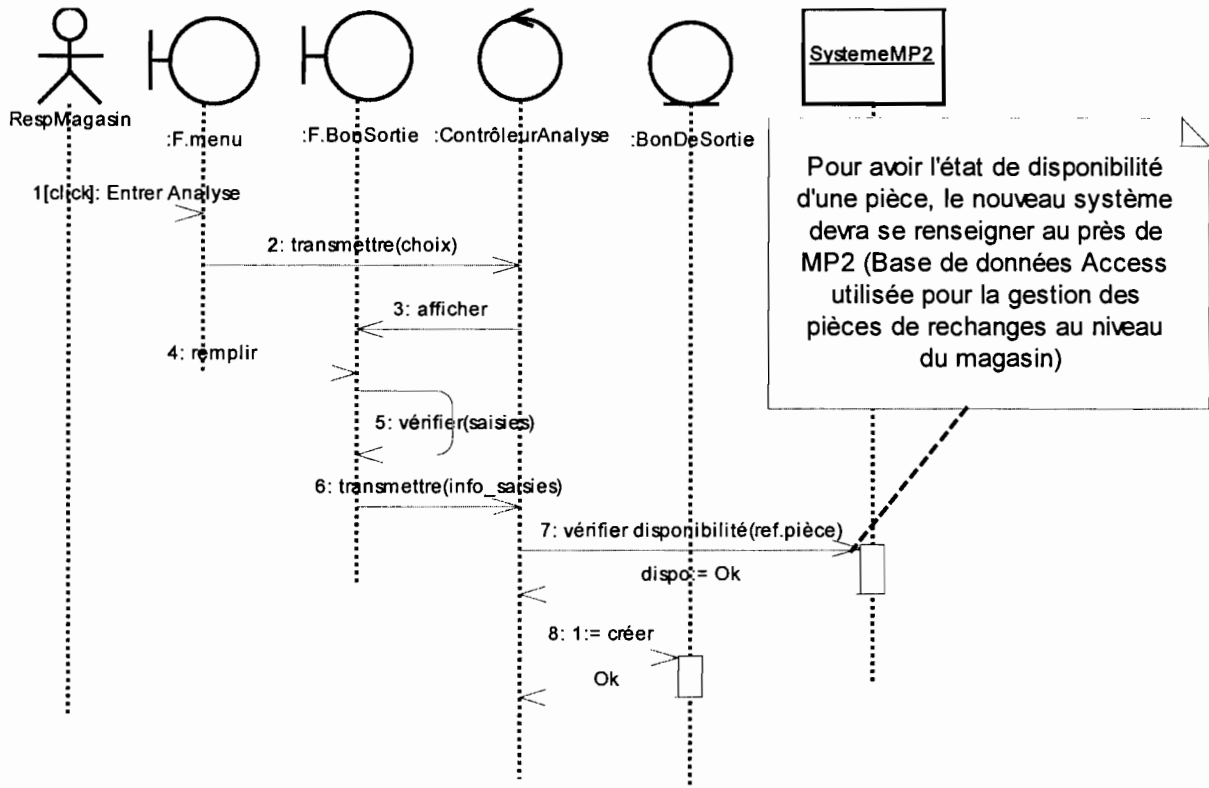 SystemeMP2
RespMagasin
:F.menu
:F.BonSortie
:ContrôleurAnalyse
:BonDeSortie
Pour avoir l'état de disponibilité
d'une pièce, le nouveau système
devra se renseigner au près de
MP2 (Base de données Access
utilisée pour la gestion des
pièces de rechanges au niveau
du magasin)
1[click]: Entrer Analyse
2: transmettre(choix)
3: afficher
4: remplir
5: vérifier(saisies)
6: transmettre(info_saisies)
7: vérifier disponibilité(ref.pièce)
dispo:= Ok
8: 1:= créer
Ok